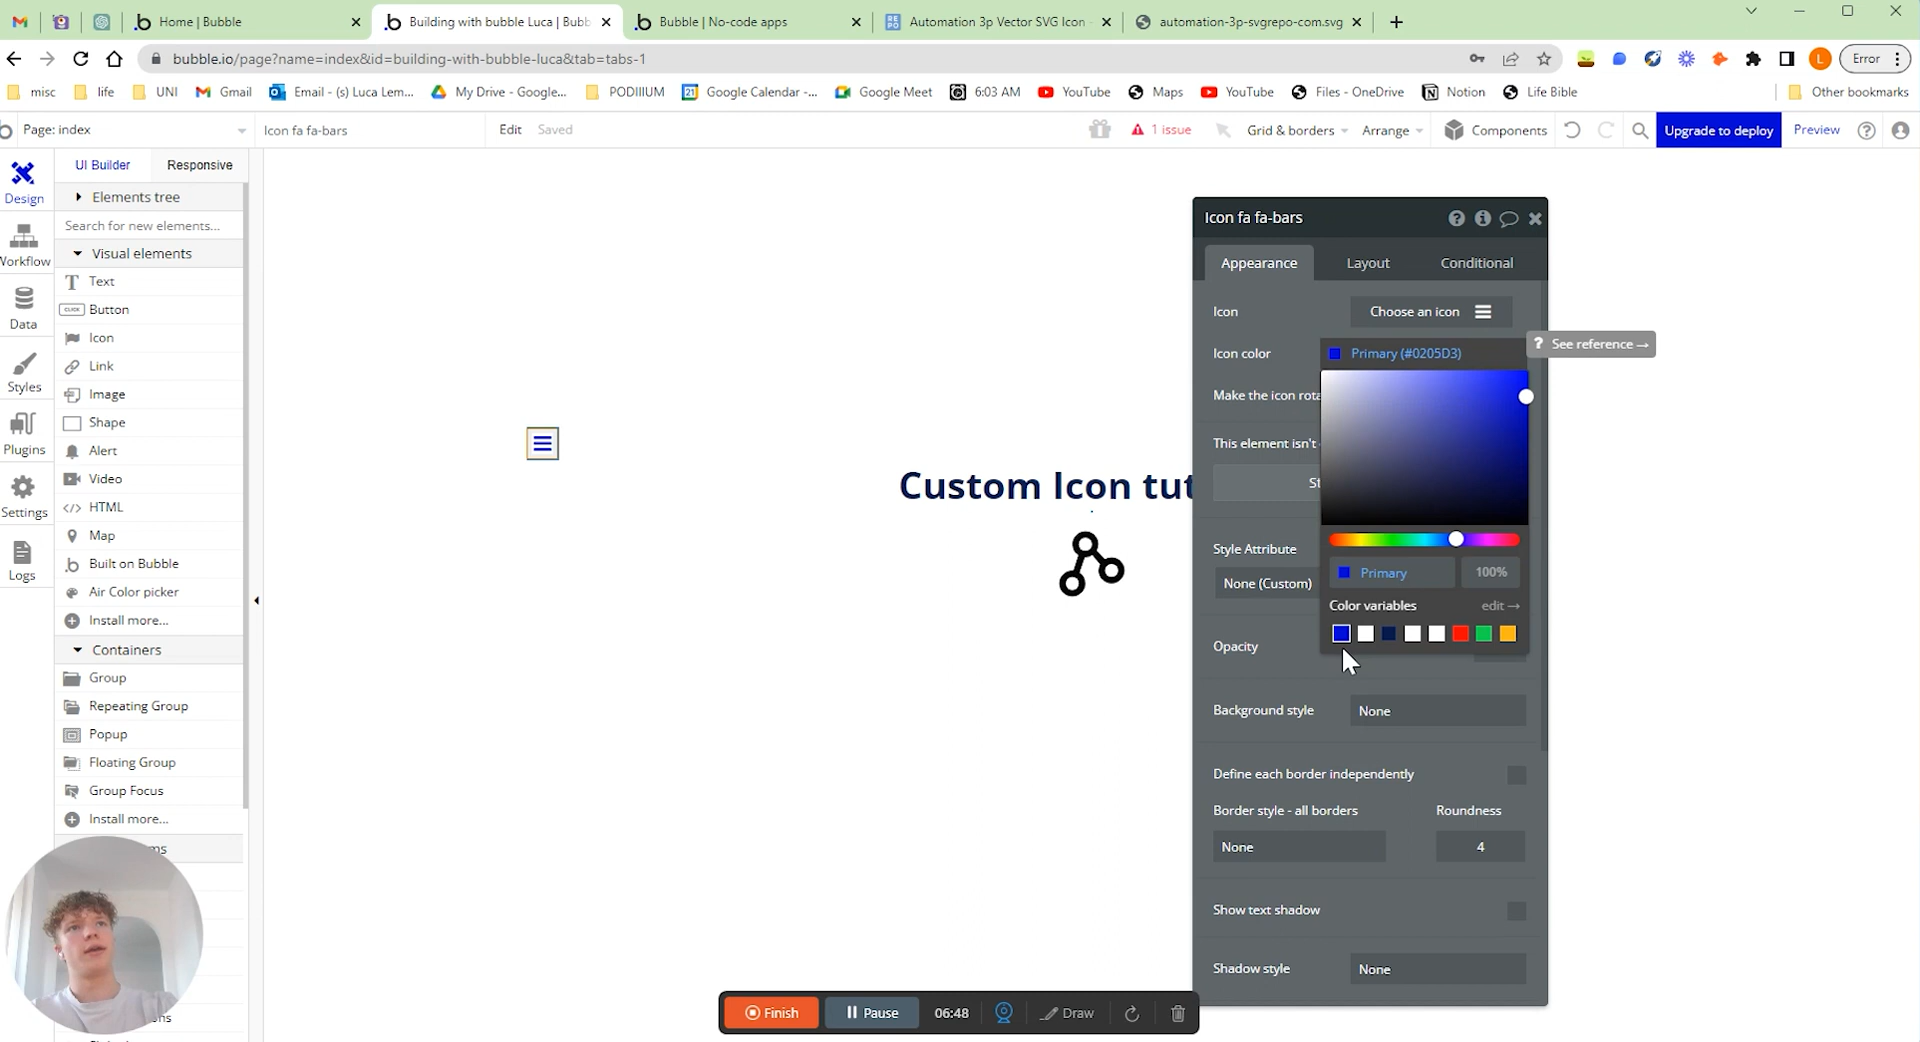 Home | Bubble
Building with bubble Luca | Bubb
Bubble | No-code apps
Automation 3p Vector SVG Icon
automation-3p-svgrepo-com.svg
bubble.io/page?name=index&id=building-with-bubble-luca&tab=tabs-1
Error
misc
life
UNI
Gmail
Email - (s) Luca Lem...
My Drive - Google...
PODIIIUM
Google Calendar -...
Google Meet
6:03 AM
YouTube
Maps
YouTube
Files - OneDrive
Notion
Life Bible
Other bookmarks
Page: index
Icon fa fa-bars
Edit
Saved
1 issue
Grid & borders
Arrange
Components
Upgrade to deploy
Preview
Design
Workflow
Data
Styles
Plugins
Settings
Logs
UI Builder
Responsive
Elements tree
Search for new elements...
Visual elements
Text
CLICK
Button
Icon
Link
Image
Shape
Alert
Video
HTML
Map
Built on Bubble
Air Color picker
Install more...
Containers
Group
Repeating Group
Popup
Floating Group
Group Focus
Install more...
Custom Icon tut
Icon fa fa-bars
Appearance
Layout
Conditional
Icon
Choose an icon
See reference →
Icon color
Primary (#0205D3)
Make the icon rota
This element isn't
St
Style Attribute
None (Custom)
Primary
100%
Color variables
edit →
Opacity
Background style
None
Define each border independently
Border style - all borders
Roundness
None
4
Show text shadow
Shadow style
None
Finish
Pause
06:48
Draw